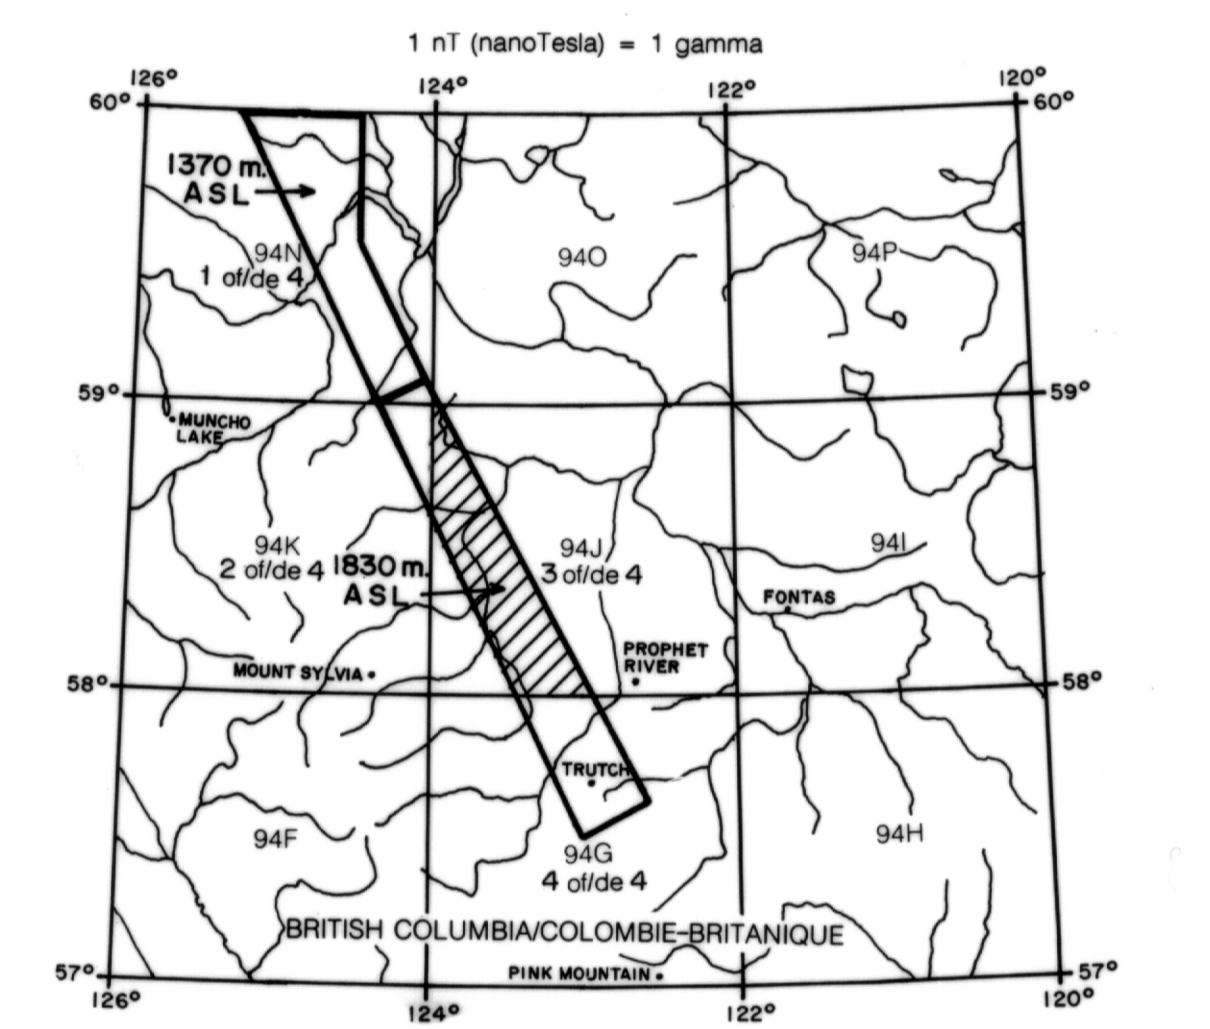 1 nT (nanoTesla) = 1 gamma
126° 124° 122° 120°
60° 60°
1370 m.
ASL
94N 94O 94P
1 of/de 4
59° 59°
MUNCHO
LAKE
94K 94J 94I
2 of/de 4 1830 m. 3 of/de 4
ASL
FONTAS
PROPHET
RIVER
MOUNT SYLVIA
58° 58°
TRUTCH
94F 94G 94H
4 of/de 4
BRITISH COLUMBIA/COLOMBIE-BRITANIQUE
PINK MOUNTAIN
57° 57°
126° 124° 122° 120°